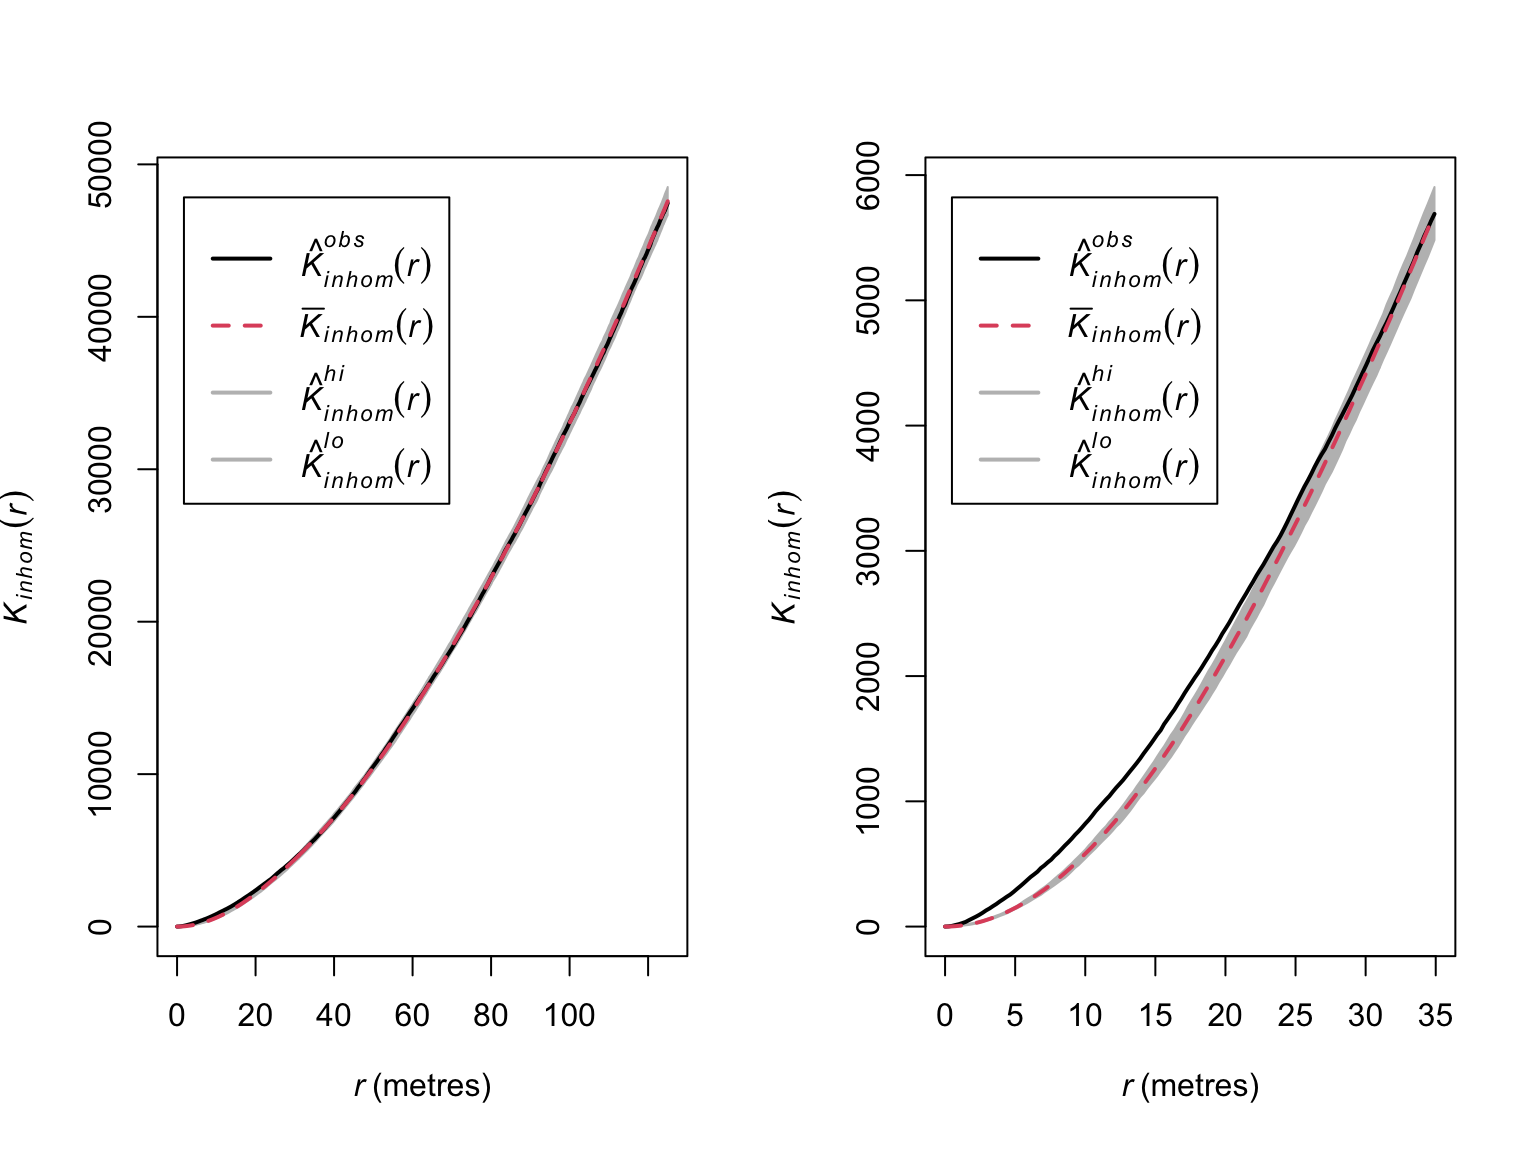 K_inhom(r)
50000
40000
30000
20000
10000
0
K̂^obs_inhom(r)
K̅_inhom(r)
K̂^hi_inhom(r)
K̂^lo_inhom(r)
0 20 40 60 80 100
r (metres)
K_inhom(r)
6000
5000
4000
3000
2000
1000
0
K̂^obs_inhom(r)
K̅_inhom(r)
K̂^hi_inhom(r)
K̂^lo_inhom(r)
0 5 10 15 20 25 30 35
r (metres)